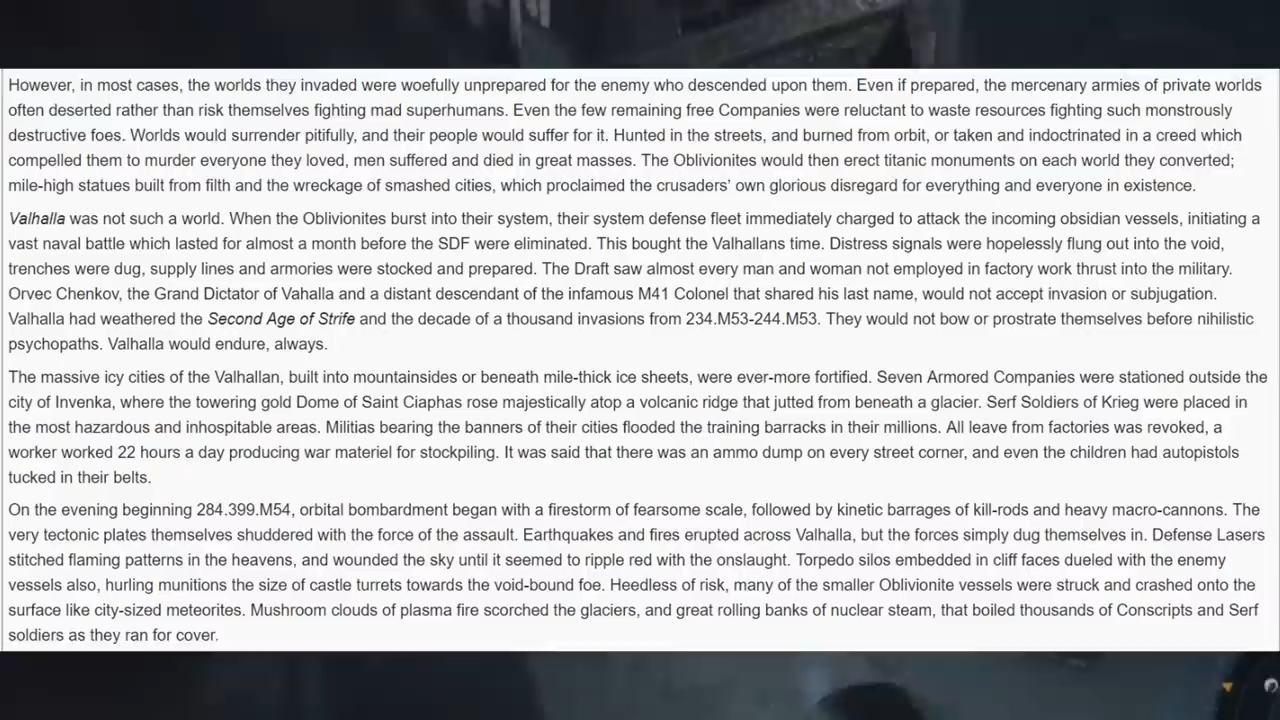 However, in most cases, the worlds they invaded were woefully unprepared for the enemy who descended upon them. Even if prepared, the mercenary armies of private worlds
often deserted rather than risk themselves fighting mad superhumans. Even the few remaining free Companies were reluctant to waste resources fighting such monstrously
destructive foes. Worlds would surrender pitifully, and their people would suffer for it. Hunted in the streets, and burned from orbit, or taken and indoctrinated in a creed which
compelled them to murder everyone they loved, men suffered and died in great masses. The Oblivionites would then erect titanic monuments on each world they converted;
mile-high statues built from filth and the wreckage of smashed cities, which proclaimed the crusaders’ own glorious disregard for everything and everyone in existence.
Valhalla was not such a world. When the Oblivionites burst into their system, their system defense fleet immediately charged to attack the incoming obsidian vessels, initiating a
vast naval battle which lasted for almost a month before the SDF were eliminated. This bought the Valhallans time. Distress signals were hopelessly flung out into the void,
trenches were dug, supply lines and armories were stocked and prepared. The Draft saw almost every man and woman not employed in factory work thrust into the military.
Orvec Chenkov, the Grand Dictator of Vahalla and a distant descendant of the infamous M41 Colonel that shared his last name, would not accept invasion or subjugation.
Valhalla had weathered the Second Age of Strife and the decade of a thousand invasions from 234.M53-244.M53. They would not bow or prostrate themselves before nihilistic
psychopaths. Valhalla would endure, always.
The massive icy cities of the Valhallan, built into mountainsides or beneath mile-thick ice sheets, were ever-more fortified. Seven Armored Companies were stationed outside the
city of Invenka, where the towering gold Dome of Saint Ciaphas rose majestically atop a volcanic ridge that jutted from beneath a glacier. Serf Soldiers of Krieg were placed in
the most hazardous and inhospitable areas. Militias bearing the banners of their cities flooded the training barracks in their millions. All leave from factories was revoked, a
worker worked 22 hours a day producing war materiel for stockpiling. It was said that there was an ammo dump on every street corner, and even the children had autopistols
tucked in their belts.
On the evening beginning 284.399.M54, orbital bombardment began with a firestorm of fearsome scale, followed by kinetic barrages of kill-rods and heavy macro-cannons. The
very tectonic plates themselves shuddered with the force of the assault. Earthquakes and fires erupted across Valhalla, but the forces simply dug themselves in. Defense Lasers
stitched flaming patterns in the heavens, and wounded the sky until it seemed to ripple red with the onslaught. Torpedo silos embedded in cliff faces dueled with the enemy
vessels also, hurling munitions the size of castle turrets towards the void-bound foe. Heedless of risk, many of the smaller Oblivionite vessels were struck and crashed onto the
surface like city-sized meteorites. Mushroom clouds of plasma fire scorched the glaciers, and great rolling banks of nuclear steam, that boiled thousands of Conscripts and Serf
soldiers as they ran for cover.